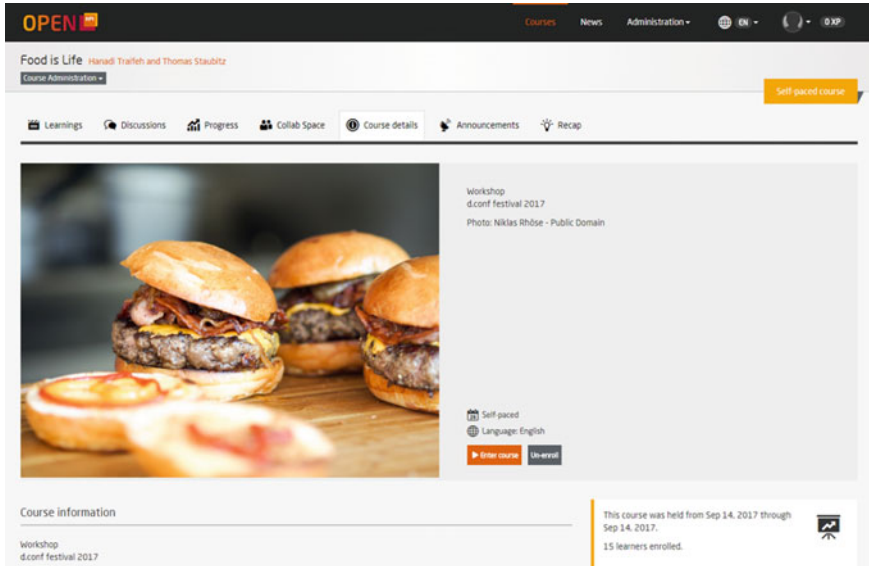 OPEN HPI
Courses News Administration EN 0 XP
Food is Life Hanadi Traifeh and Thomas Staubitz
Course Administration
Self-paced course
Learnings Discussions Progress Collab Space Course details Announcements Recap
Workshop
d.conf festival 2017
Photo: Niklas Rhöse - Public Domain
Self-paced
Language: English
Enter course Un-enroll
Course information
Workshop
d.conf festival 2017
This course was held from Sep 14, 2017 through
Sep 14, 2017.
15 learners enrolled.